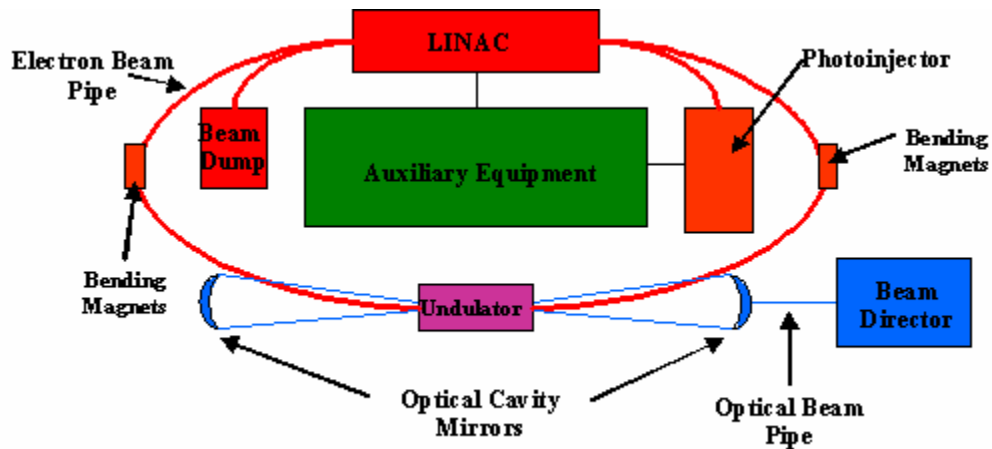 LINAC
Electron Beam
Pipe
Photoinjector
Beam
Dump
Auxiliary Equipment
Bending
Magnets
Bending
Magnets
Undulator
Beam
Director
Optical Cavity
Mirrors
Optical Beam
Pipe